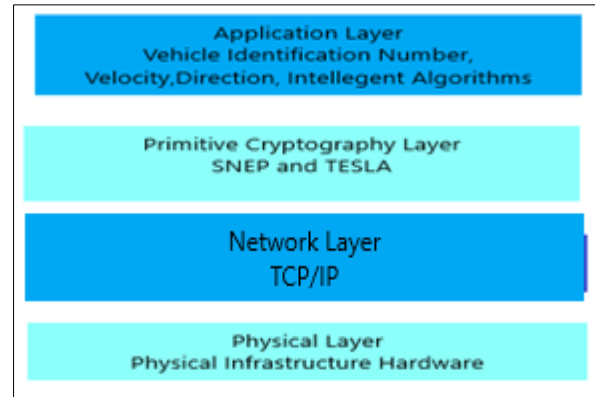 Application Layer
Vehicle Identification Number,
Velocity,Direction, Intellegent Algorithms
Primitive Cryptography Layer
SNEP and TESLA
Network Layer
TCP/IP
Physical Layer
Physical Infrastructure Hardware